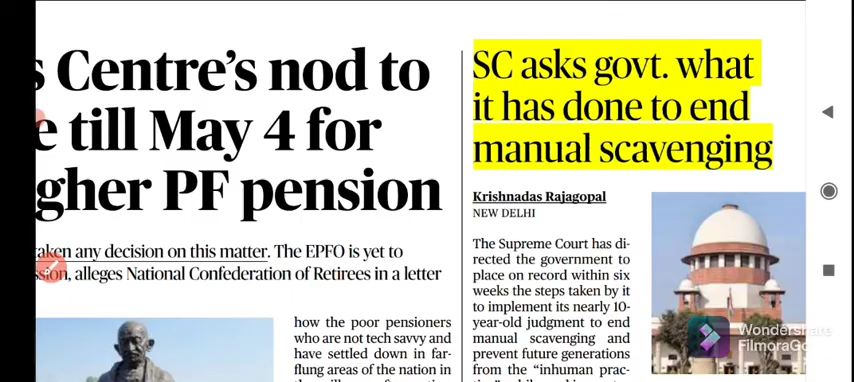 s Centre’s nod to
e till May 4 for
gher PF pension
taken any decision on this matter. The EPFO is yet to
ssion, alleges National Confederation of Retirees in a letter
how the poor pensioners
who are not tech savvy and
have settled down in far-
flung areas of the nation in
SC asks govt. what
it has done to end
manual scavenging
Krishnadas Rajagopal
NEW DELHI
The Supreme Court has di-
rected the government to
place on record within six
weeks the steps taken by it
to implement its nearly 10-
year-old judgment to end
manual scavenging and
prevent future generations
from the “inhuman prac-
Wondershare
FilmoraGo